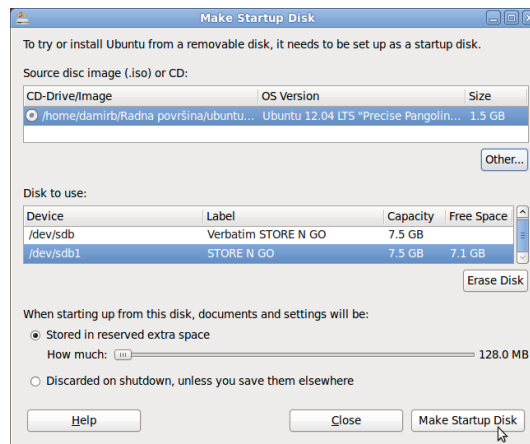 Make Startup Disk
To try or install Ubuntu from a removable disk, it needs to be set up as a startup disk.
Source disc image (.iso) or CD:
CD-Drive/Image OS Version Size
/home/damirb/Radna površina/ubuntu... Ubuntu 12.04 LTS "Precise Pangolin... 1.5 GB
Other...
Disk to use:
Device Label Capacity Free Space
/dev/sdb Verbatim STORE N GO 7.5 GB
/dev/sdb1 STORE N GO 7.5 GB 7.1 GB
Erase Disk
When starting up from this disk, documents and settings will be:
Stored in reserved extra space
How much: 128.0 MB
Discarded on shutdown, unless you save them elsewhere
Help Close Make Startup Disk